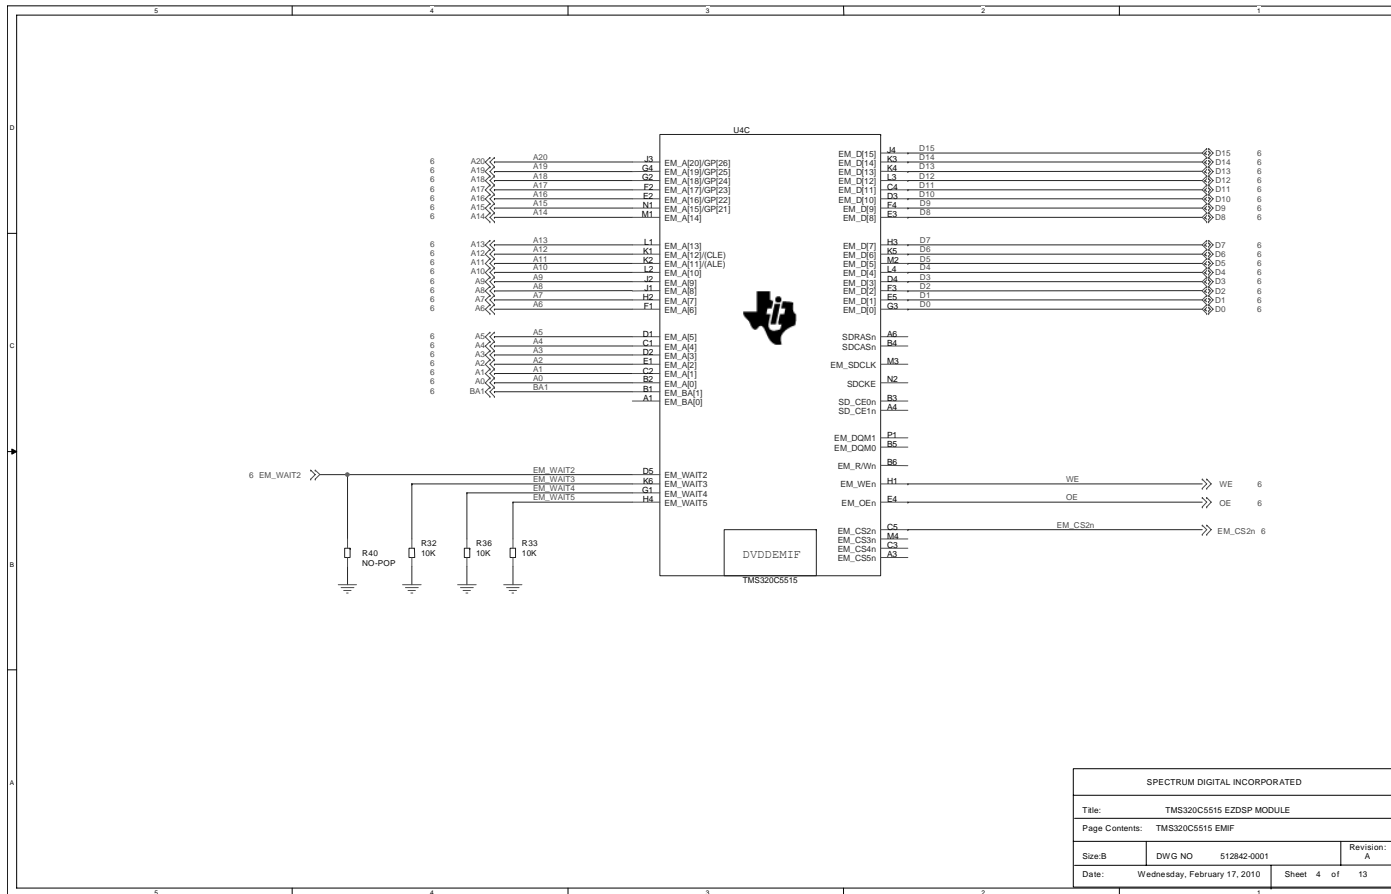 5 4 3 2 1
D
C
B
A
U4C
6 A20 A20 J3 EM_A[20]/GP[26]
6 A19 A19 G4 EM_A[19]/GP[25]
6 A18 A18 G2 EM_A[18]/GP[24]
6 A17 A17 F2 EM_A[17]/GP[23]
6 A16 A16 E2 EM_A[16]/GP[22]
6 A15 A15 N1 EM_A[15]/GP[21]
6 A14 A14 M1 EM_A[14]
6 A13 A13 L1 EM_A[13]
6 A12 A12 K1 EM_A[12]/(CLE)
6 A11 A11 K2 EM_A[11]/(ALE)
6 A10 A10 L2 EM_A[10]
6 A9 A9 J2 EM_A[9]
6 A8 A8 J1 EM_A[8]
6 A7 A7 H2 EM_A[7]
6 A6 A6 F1 EM_A[6]
6 A5 A5 D1 EM_A[5]
6 A4 A4 C1 EM_A[4]
6 A3 A3 D2 EM_A[3]
6 A2 A2 E1 EM_A[2]
6 A1 A1 C2 EM_A[1]
6 A0 A0 B2 EM_A[0]
6 BA1 BA1 B1 EM_BA[1]
A1 EM_BA[0]
6 EM_WAIT2 EM_WAIT2 D5 EM_WAIT2
EM_WAIT3 K6 EM_WAIT3
EM_WAIT4 G1 EM_WAIT4
EM_WAIT5 H4 EM_WAIT5
R40
NO-POP
R32
10K
R36
10K
R33
10K
EM_D[15] J4 D15 D15 6
EM_D[14] K3 D14 D14 6
EM_D[13] K4 D13 D13 6
EM_D[12] L3 D12 D12 6
EM_D[11] C4 D11 D11 6
EM_D[10] D3 D10 D10 6
EM_D[9] F4 D9 D9 6
EM_D[8] E3 D8 D8 6
EM_D[7] H3 D7 D7 6
EM_D[6] K5 D6 D6 6
EM_D[5] M2 D5 D5 6
EM_D[4] L4 D4 D4 6
EM_D[3] D4 D3 D3 6
EM_D[2] F3 D2 D2 6
EM_D[1] E5 D1 D1 6
EM_D[0] G3 D0 D0 6
SDRASn A6
SDCASn B4
EM_SDCLK M3
SDCKE N2
SD_CE0n B3
SD_CE1n A4
EM_DQM1 P1
EM_DQM0 B5
EM_R/Wn B6
EM_WEn H1 WE WE 6
EM_OEn E4 OE OE 6
EM_CS2n C5 EM_CS2n EM_CS2n 6
EM_CS3n M4
EM_CS4n C3
EM_CS5n A3
DVDDEMIF
TMS320C5515
SPECTRUM DIGITAL INCORPORATED
Title: TMS320C5515 EZDSP MODULE
Page Contents: TMS320C5515 EMIF
Size:B DWG NO 512842-0001 Revision: A
Date: Wednesday, February 17, 2010 Sheet 4 of 13
5 4 3 2 1